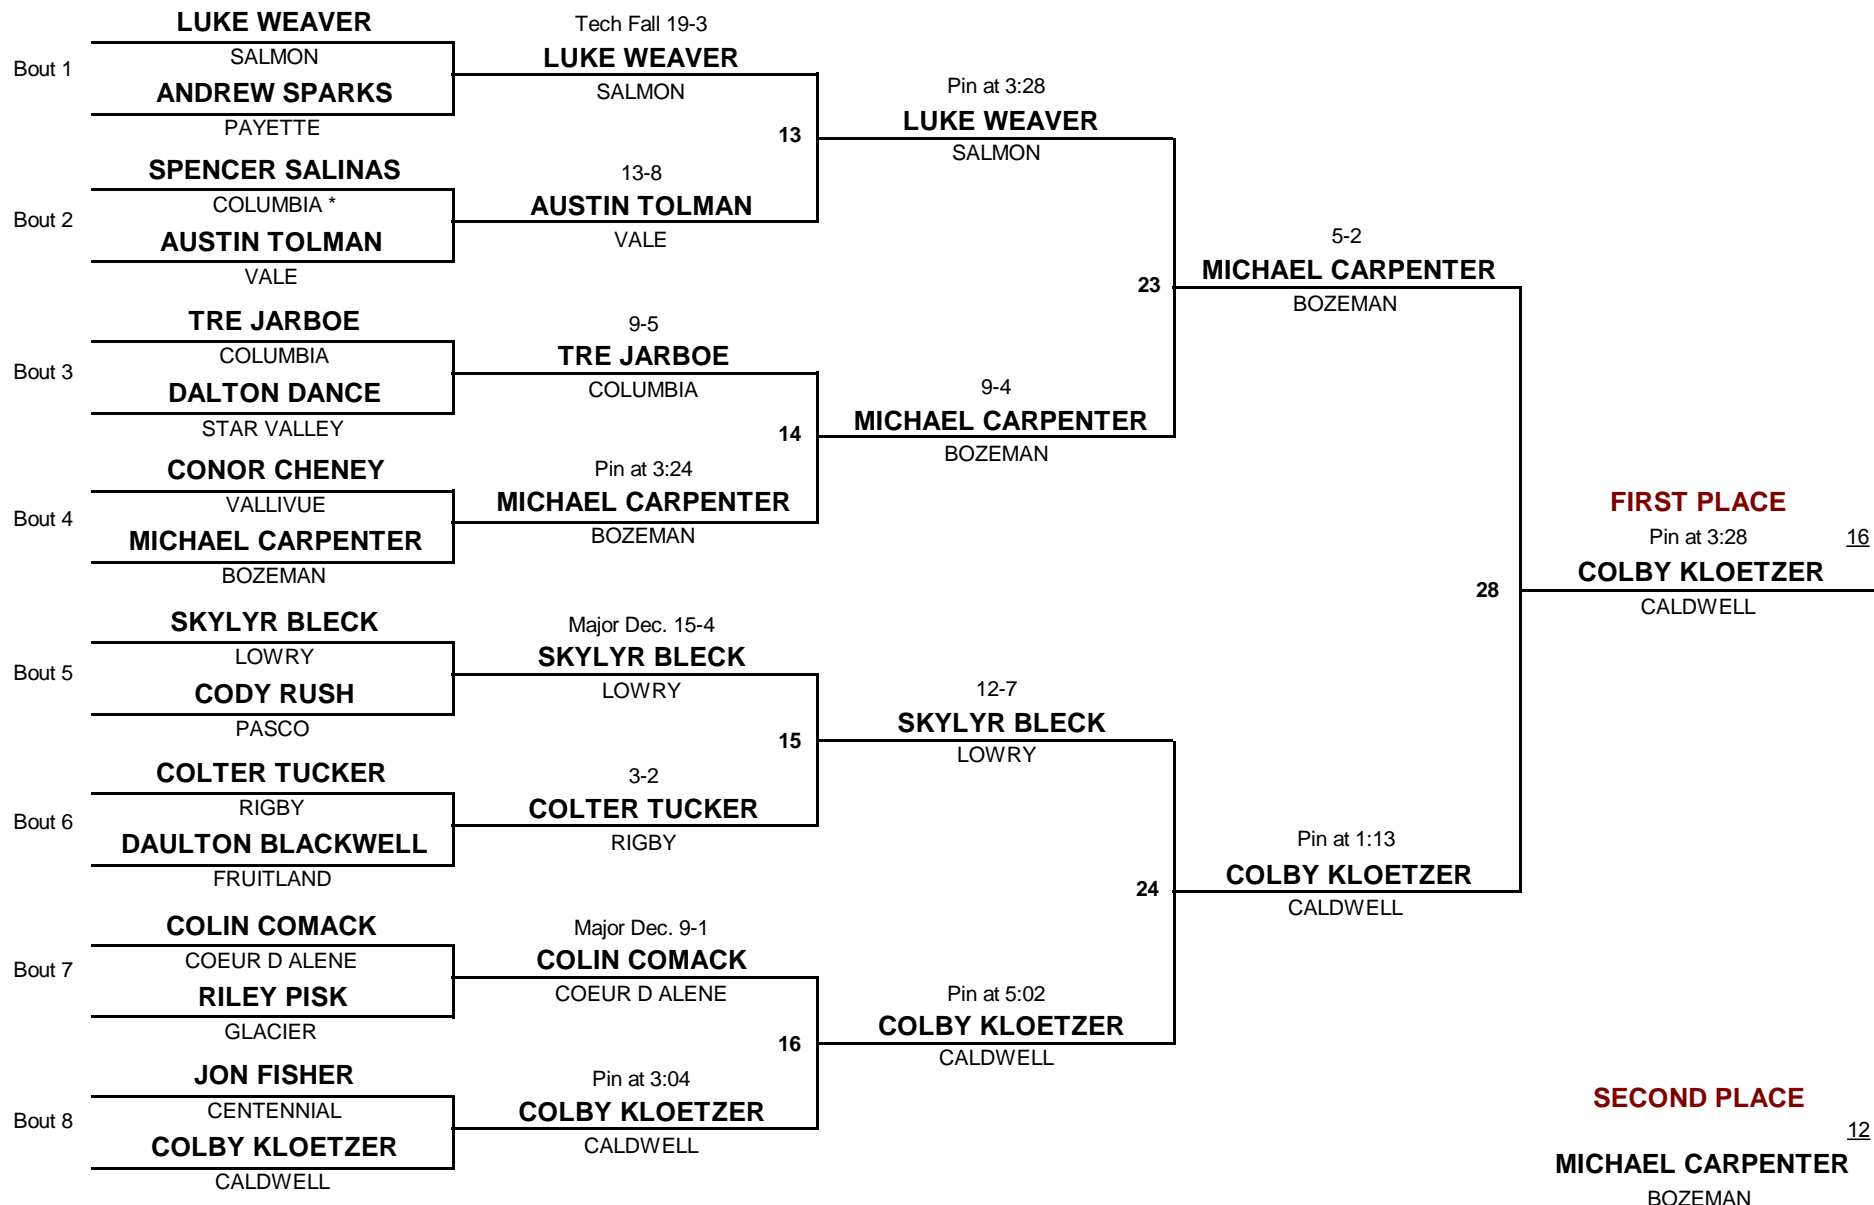 LUKE WEAVER
Bout 1
SALMON
ANDREW SPARKS
PAYETTE
SPENCER SALINAS
Bout 2
COLUMBIA *
AUSTIN TOLMAN
VALE
TRE JARBOE
Bout 3
COLUMBIA
DALTON DANCE
STAR VALLEY
CONOR CHENEY
Bout 4
VALLIVUE
MICHAEL CARPENTER
BOZEMAN
SKYLYR BLECK
Bout 5
LOWRY
CODY RUSH
PASCO
COLTER TUCKER
Bout 6
RIGBY
DAULTON BLACKWELL
FRUITLAND
COLIN COMACK
Bout 7
COEUR D ALENE
RILEY PISK
GLACIER
JON FISHER
Bout 8
CENTENNIAL
COLBY KLOETZER
CALDWELL
Tech Fall 19-3
LUKE WEAVER
SALMON
13
13-8
AUSTIN TOLMAN
VALE
9-5
TRE JARBOE
COLUMBIA
14
Pin at 3:24
MICHAEL CARPENTER
BOZEMAN
Major Dec. 15-4
SKYLYR BLECK
LOWRY
15
3-2
COLTER TUCKER
RIGBY
Major Dec. 9-1
COLIN COMACK
COEUR D ALENE
16
Pin at 3:04
COLBY KLOETZER
CALDWELL
Pin at 3:28
LUKE WEAVER
SALMON
23
9-4
MICHAEL CARPENTER
BOZEMAN
12-7
SKYLYR BLECK
LOWRY
24
Pin at 5:02
COLBY KLOETZER
CALDWELL
5-2
MICHAEL CARPENTER
BOZEMAN
28
Pin at 1:13
COLBY KLOETZER
CALDWELL
FIRST PLACE
Pin at 3:28
16
COLBY KLOETZER
CALDWELL
SECOND PLACE
12
MICHAEL CARPENTER
BOZEMAN